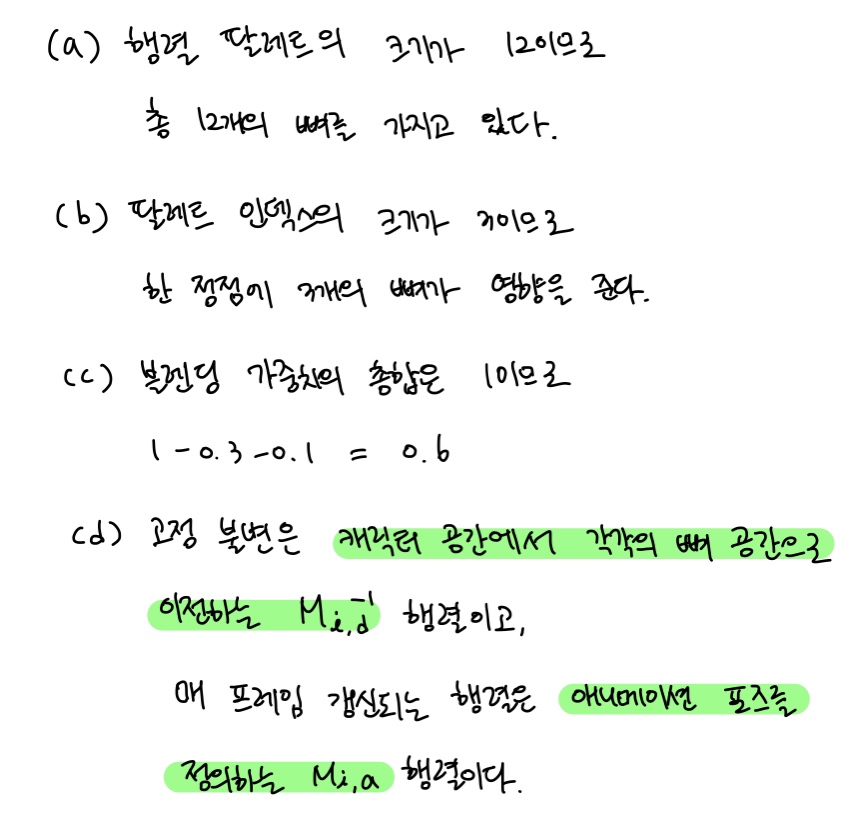 (a) 행렬 팔레트의 크기가 12이므로
총 12개의 뼈를 가지고 있다.
(b) 팔레트 인덱스의 크기가 3이므로
한 정점에 3개의 뼈가 영향을 준다.
(c) 블렌딩 가중치의 총합은 1이므로
1 - 0.3 - 0.1 = 0.6
(d) 고정 불변은 캐릭터 공간에서 각각의 뼈 공간으로
이전하는 M_{i,d}^{-1} 행렬이고,
매 프레임 갱신되는 행렬은 애니메이션 포즈를
정의하는 M_{i,a} 행렬이다.